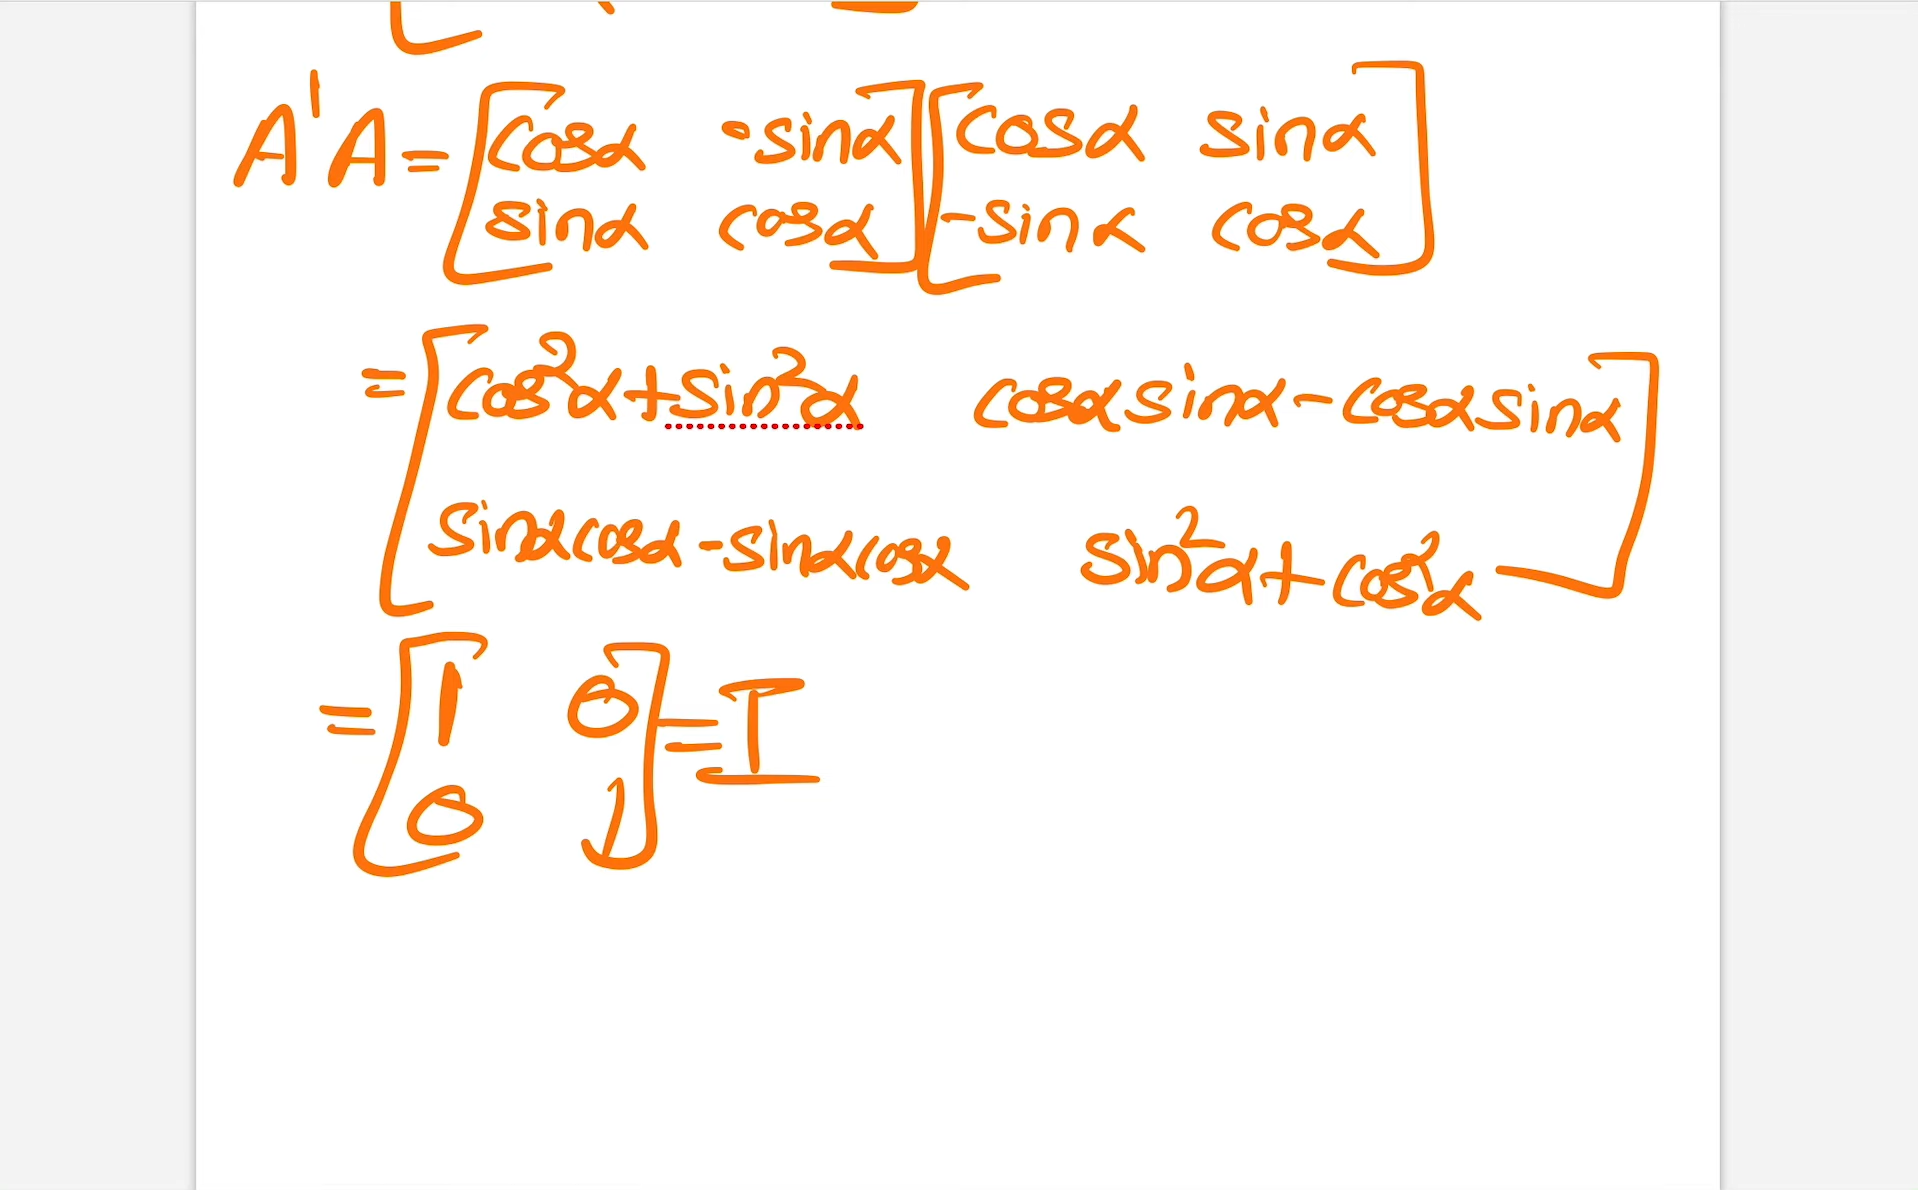 A'A = [cosα -sinα] [cosα sinα]
[sinα cosα] [-sinα cosα]
= [cos²α+sin²α cosαsinα-cosαsinα]
[sinαcosα-sinαcosα sin²α+cos²α]
= [1 0] = I
[0 1]